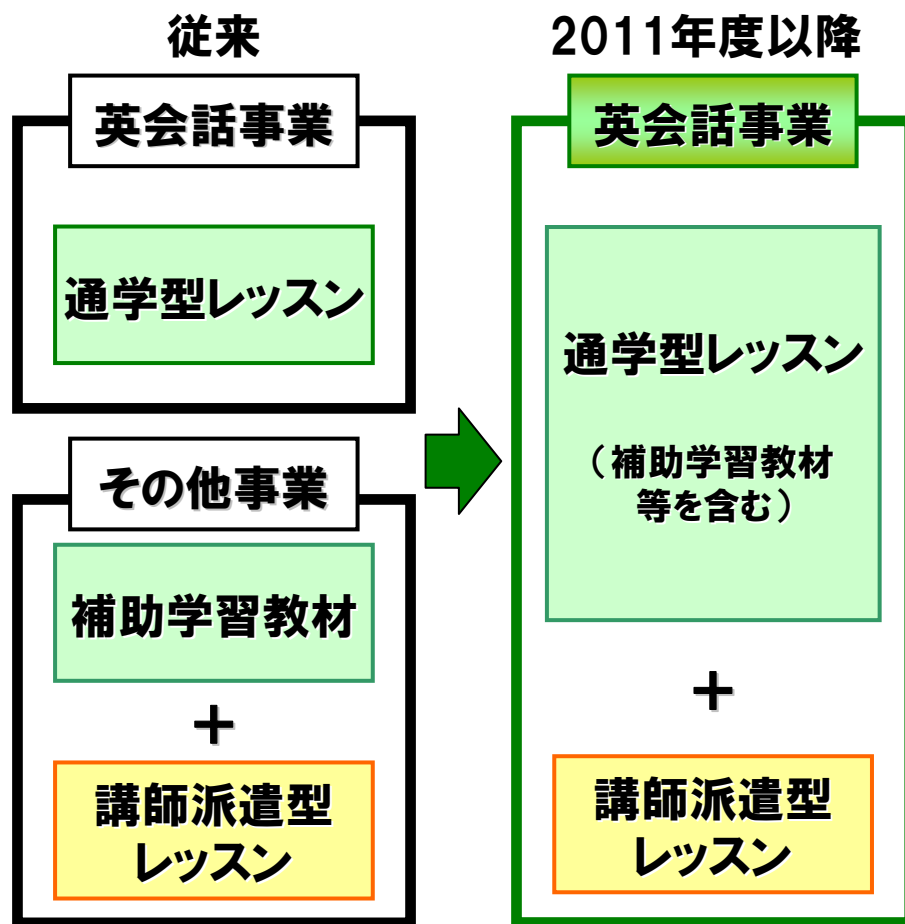 従来
英会話事業
通学型レッスン
その他事業
補助学習教材
＋
講師派遣型
レッスン
2011年度以降
英会話事業
通学型レッスン
（補助学習教材
等を含む）
＋
講師派遣型
レッスン